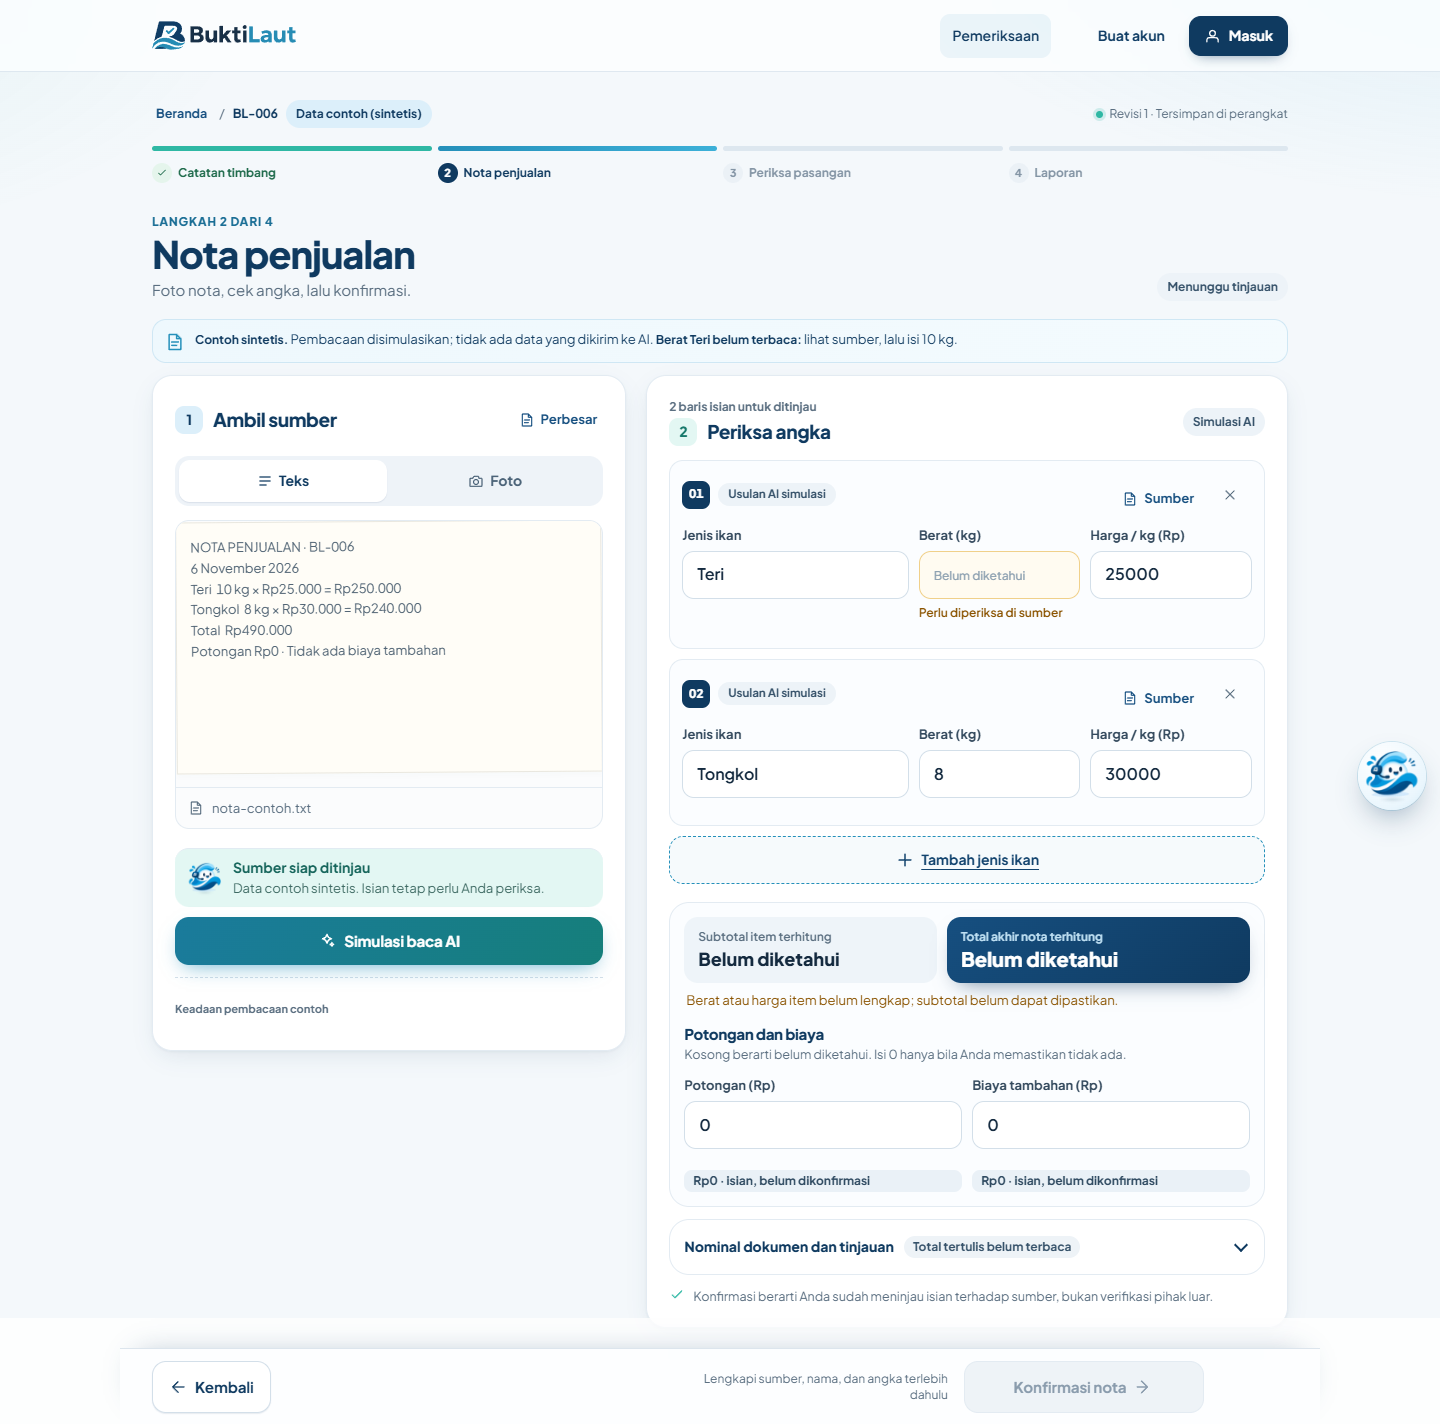 BuktiLaut
Pemeriksaan
Buat akun
Masuk
Beranda / BL-006 Data contoh (sintetis)
Revisi 1 · Tersimpan di perangkat
Catatan timbang
2 Nota penjualan
3 Periksa pasangan
4 Laporan
LANGKAH 2 DARI 4
Nota penjualan
Foto nota, cek angka, lalu konfirmasi.
Menunggu tinjauan
Contoh sintetis. Pembacaan disimulasikan; tidak ada data yang dikirim ke AI. Berat Teri belum terbaca: lihat sumber, lalu isi 10 kg.
1 Ambil sumber
Perbesar
Teks
Foto
NOTA PENJUALAN · BL-006
6 November 2026
Teri 10 kg × Rp25.000 = Rp250.000
Tongkol 8 kg × Rp30.000 = Rp240.000
Total Rp490.000
Potongan Rp0 · Tidak ada biaya tambahan
nota-contoh.txt
Sumber siap ditinjau
Data contoh sintetis. Isian tetap perlu Anda periksa.
Simulasi baca AI
Keadaan pembacaan contoh
2 baris isian untuk ditinjau
2 Periksa angka
Simulasi AI
01 Usulan AI simulasi
Sumber
Jenis ikan
Berat (kg)
Harga / kg (Rp)
Teri
Belum diketahui
25000
Perlu diperiksa di sumber
02 Usulan AI simulasi
Sumber
Jenis ikan
Berat (kg)
Harga / kg (Rp)
Tongkol
8
30000
Tambah jenis ikan
Subtotal item terhitung
Belum diketahui
Total akhir nota terhitung
Belum diketahui
Berat atau harga item belum lengkap; subtotal belum dapat dipastikan.
Potongan dan biaya
Kosong berarti belum diketahui. Isi 0 hanya bila Anda memastikan tidak ada.
Potongan (Rp)
Biaya tambahan (Rp)
0
0
Rp0 · isian, belum dikonfirmasi
Rp0 · isian, belum dikonfirmasi
Nominal dokumen dan tinjauan
Total tertulis belum terbaca
Konfirmasi berarti Anda sudah meninjau isian terhadap sumber, bukan verifikasi pihak luar.
Kembali
Lengkapi sumber, nama, dan angka terlebih
dahulu
Konfirmasi nota